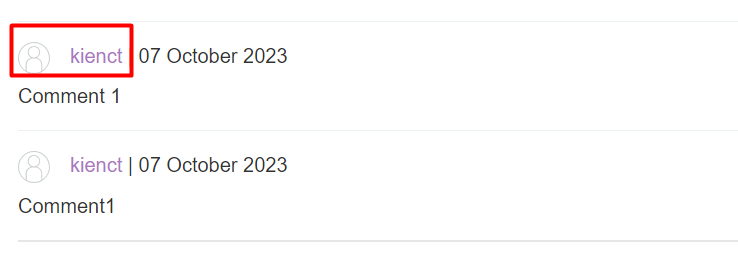 kienct | 07 October 2023
Comment 1
kienct | 07 October 2023
Comment1